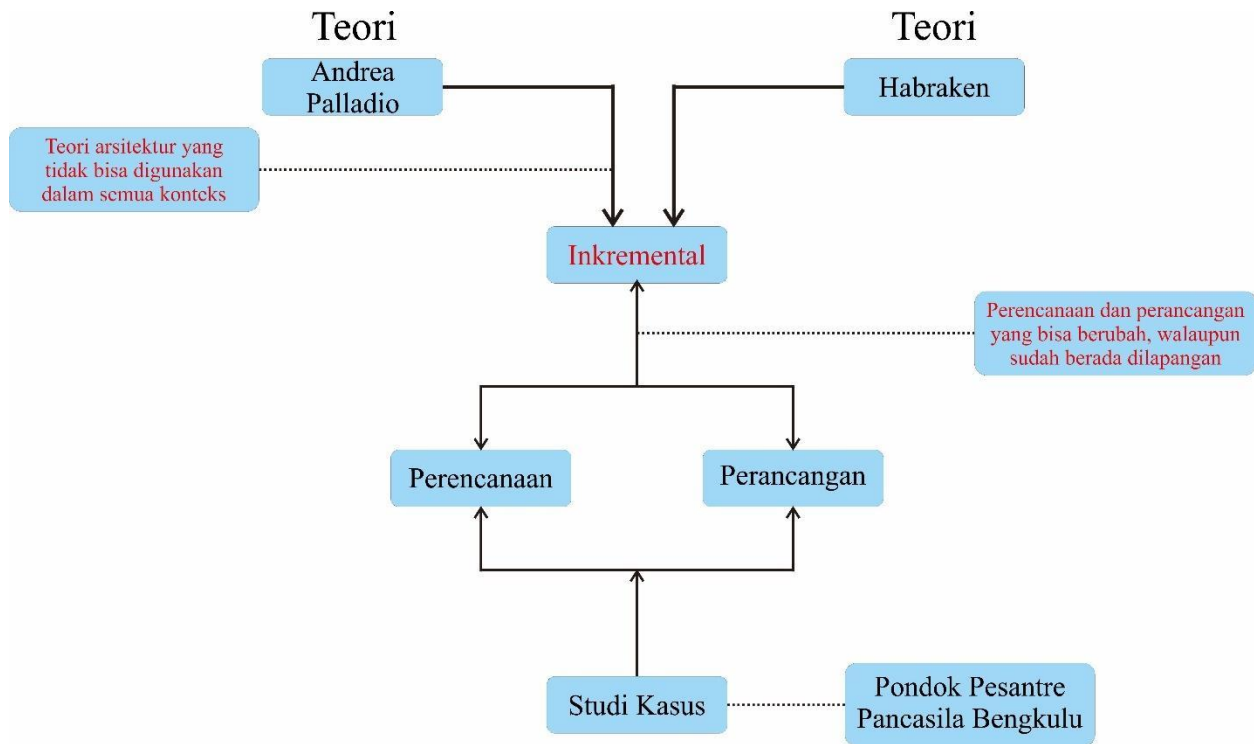 Teori
Teori
Andrea
Palladio
Habraken
Teori arsitektur yang
tidak bisa digunakan
dalam semua konteks
Inkremental
Perencanaan dan perancangan
yang bisa berubah, walaupun
sudah berada dilapangan
Perencanaan
Perancangan
Studi Kasus
Pondok Pesantre
Pancasila Bengkulu